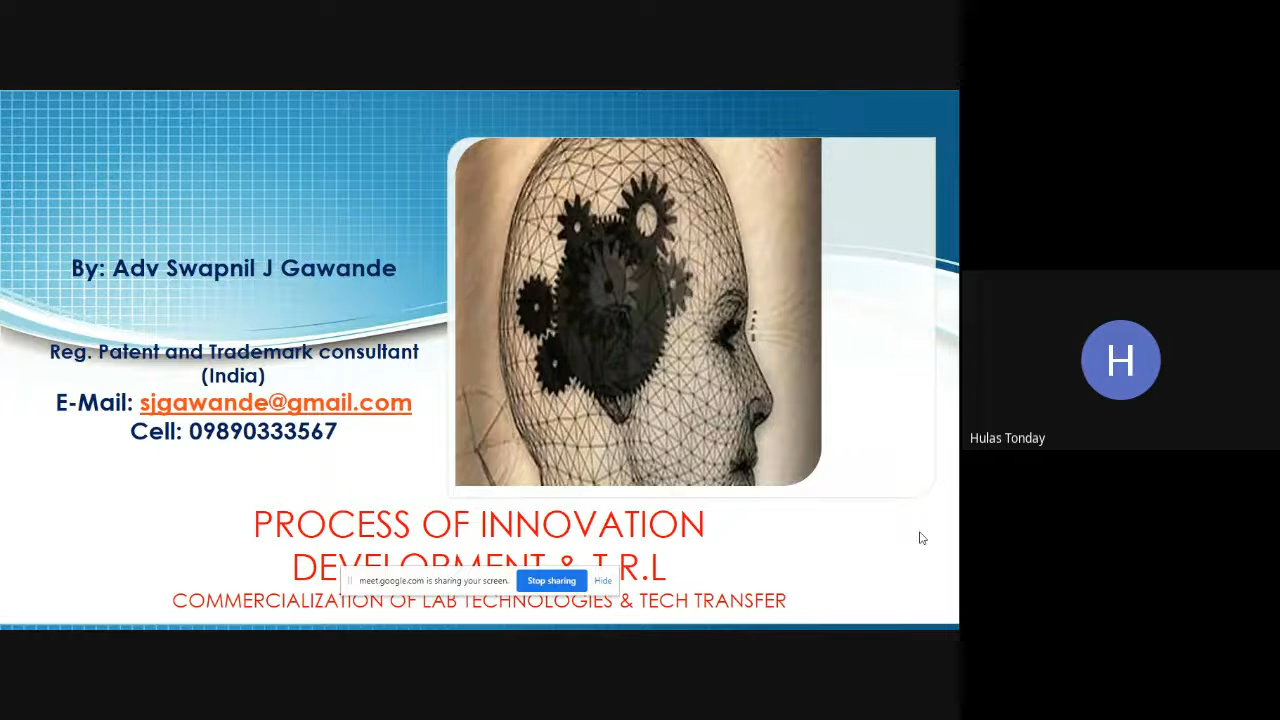 By: Adv Swapnil J Gawande
Reg. Patent and Trademark consultant
(India)
E-Mail: sjgawande@gmail.com
Cell: 09890333567
PROCESS OF INNOVATION
DEVELOPMENT & T.R.L
meet.google.com is sharing your screen.
Stop sharing
Hide
COMMERCIALIZATION OF LAB TECHNOLOGIES & TECH TRANSFER
H
Hulas Tonday